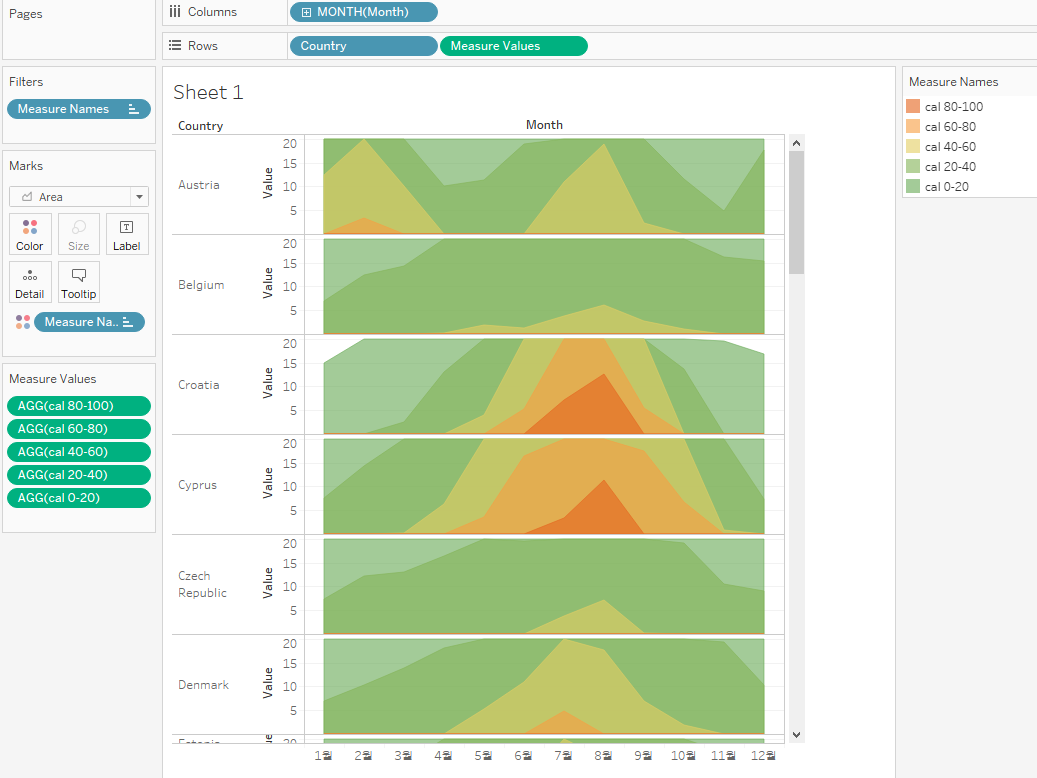 Pages
Columns
MONTH(Month)
Rows
Country
Measure Values
Filters
Measure Names
Marks
Area
Color
Size
Label
Detail
Tooltip
Measure Na..
Measure Values
AGG(cal 80-100)
AGG(cal 60-80)
AGG(cal 40-60)
AGG(cal 20-40)
AGG(cal 0-20)
Sheet 1
Country
Month
Austria
Value
20
15
10
5
Belgium
Value
20
15
10
5
Croatia
Value
20
15
10
5
Cyprus
Value
20
15
10
5
Czech
Republic
Value
20
15
10
5
Denmark
Value
20
15
10
5
Estonia
20
1월 2월 3월 4월 5월 6월 7월 8월 9월 10월 11월 12월
Measure Names
cal 80-100
cal 60-80
cal 40-60
cal 20-40
cal 0-20